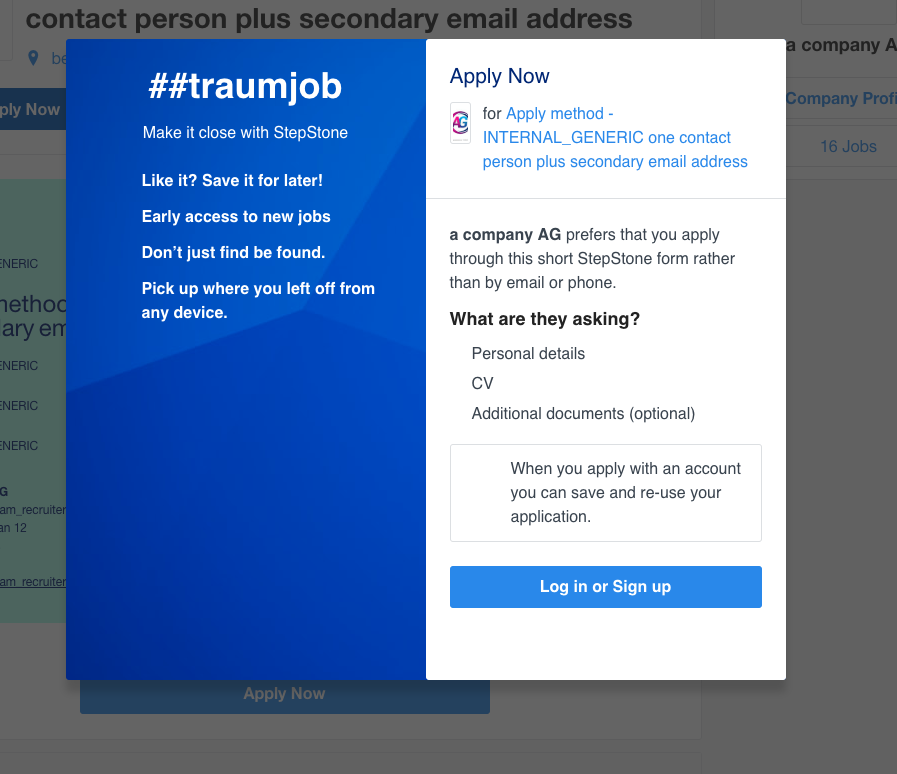 contact person plus secondary email address
be
ply Now
##traumjob
Make it close with StepStone
Like it? Save it for later!
Early access to new jobs
Don’t just find be found.
Pick up where you left off from
any device.
Apply Now
AG
for Apply method -
INTERNAL_GENERIC one contact
person plus secondary email address
a company AG prefers that you apply
through this short StepStone form rather
than by email or phone.
What are they asking?
Personal details
CV
Additional documents (optional)
When you apply with an account
you can save and re-use your
application.
Log in or Sign up
a company A
Company Profi
16 Jobs
ENERIC
nethod
lary em
ENERIC
ENERIC
ENERIC
G
am_recruiter
an 12
am_recruiter
Apply Now